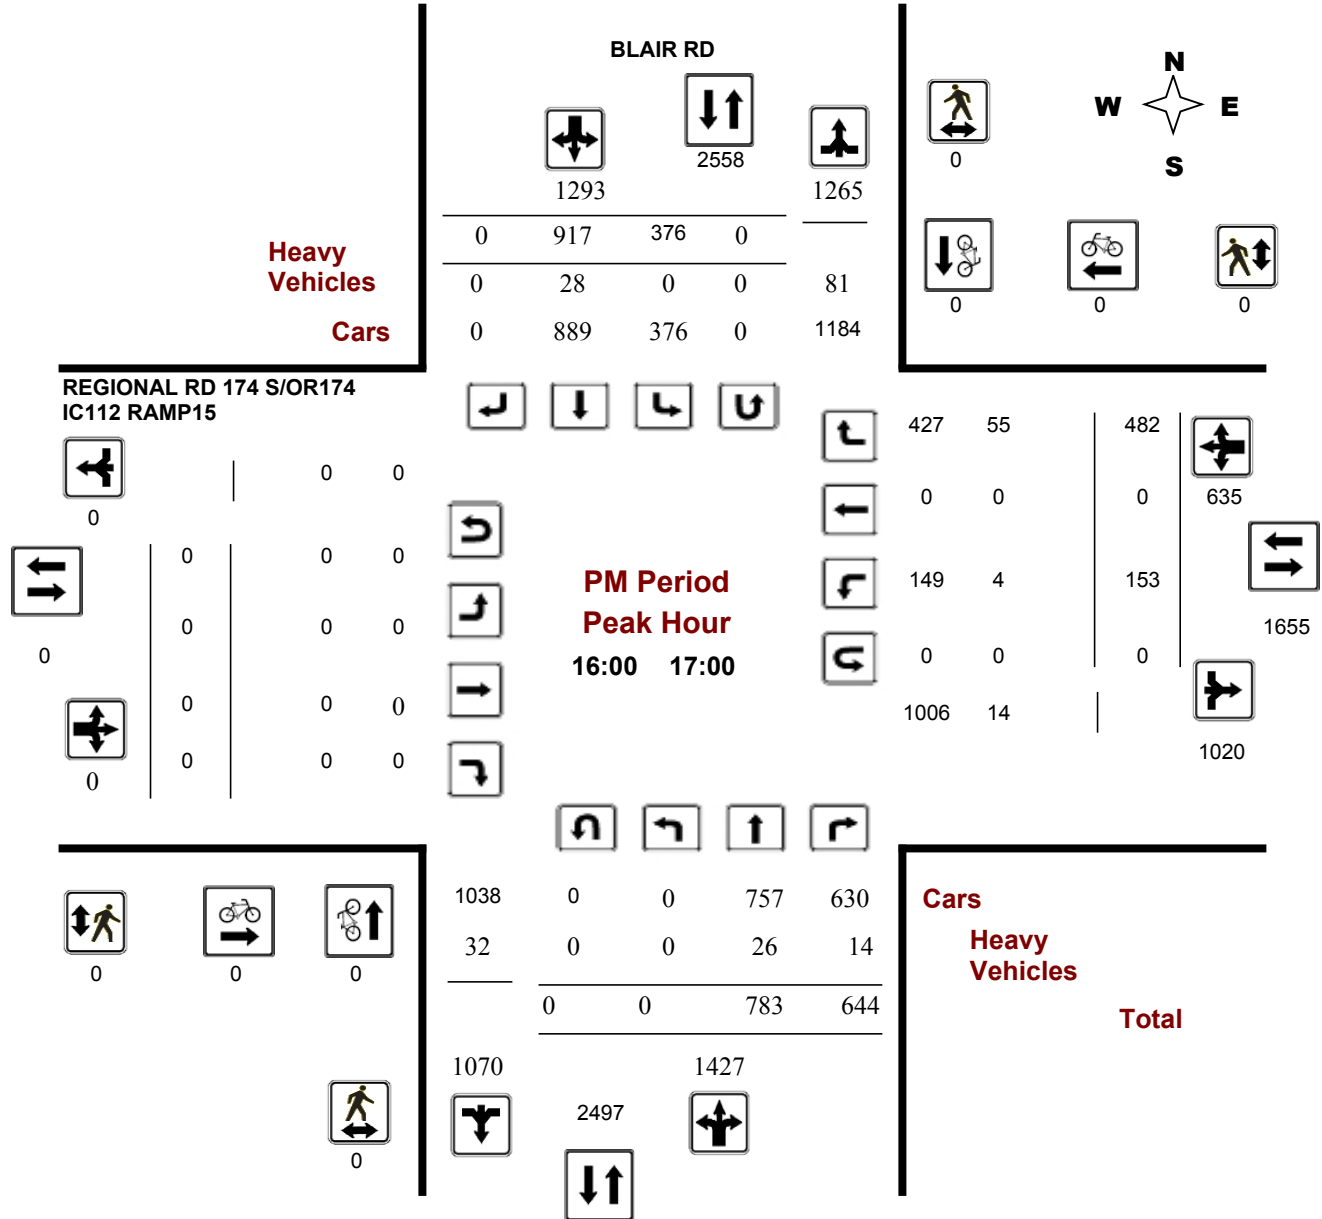 BLAIR RD
N
W E
S
2558
0
1293 1265
0 917 376 0
Heavy
Vehicles
0 28 0 0 81
0 0 0
Cars
0 889 376 0 1184
REGIONAL RD 174 S/OR174
IC112 RAMP15
427 55 482
0 0
0
0 0 0
635
0 0 0
PM Period
149 4 153
0 0 0
Peak Hour
1655
0
16:00 17:00
0 0 0
0 0 0
1006 14
0 0 0
1020
0
1038 0 0 757 630
Cars
32 0 0 26 14
Heavy
Vehicles
0 0 0
0 0 783 644
Total
1070 1427
2497
0